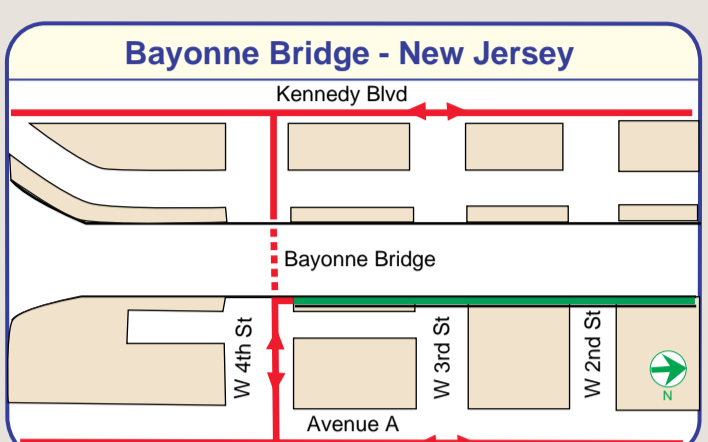 Bayonne Bridge - New Jersey
Kennedy Blvd
Bayonne Bridge
W 4th St
W 3rd St
W 2nd St
N
Avenue A